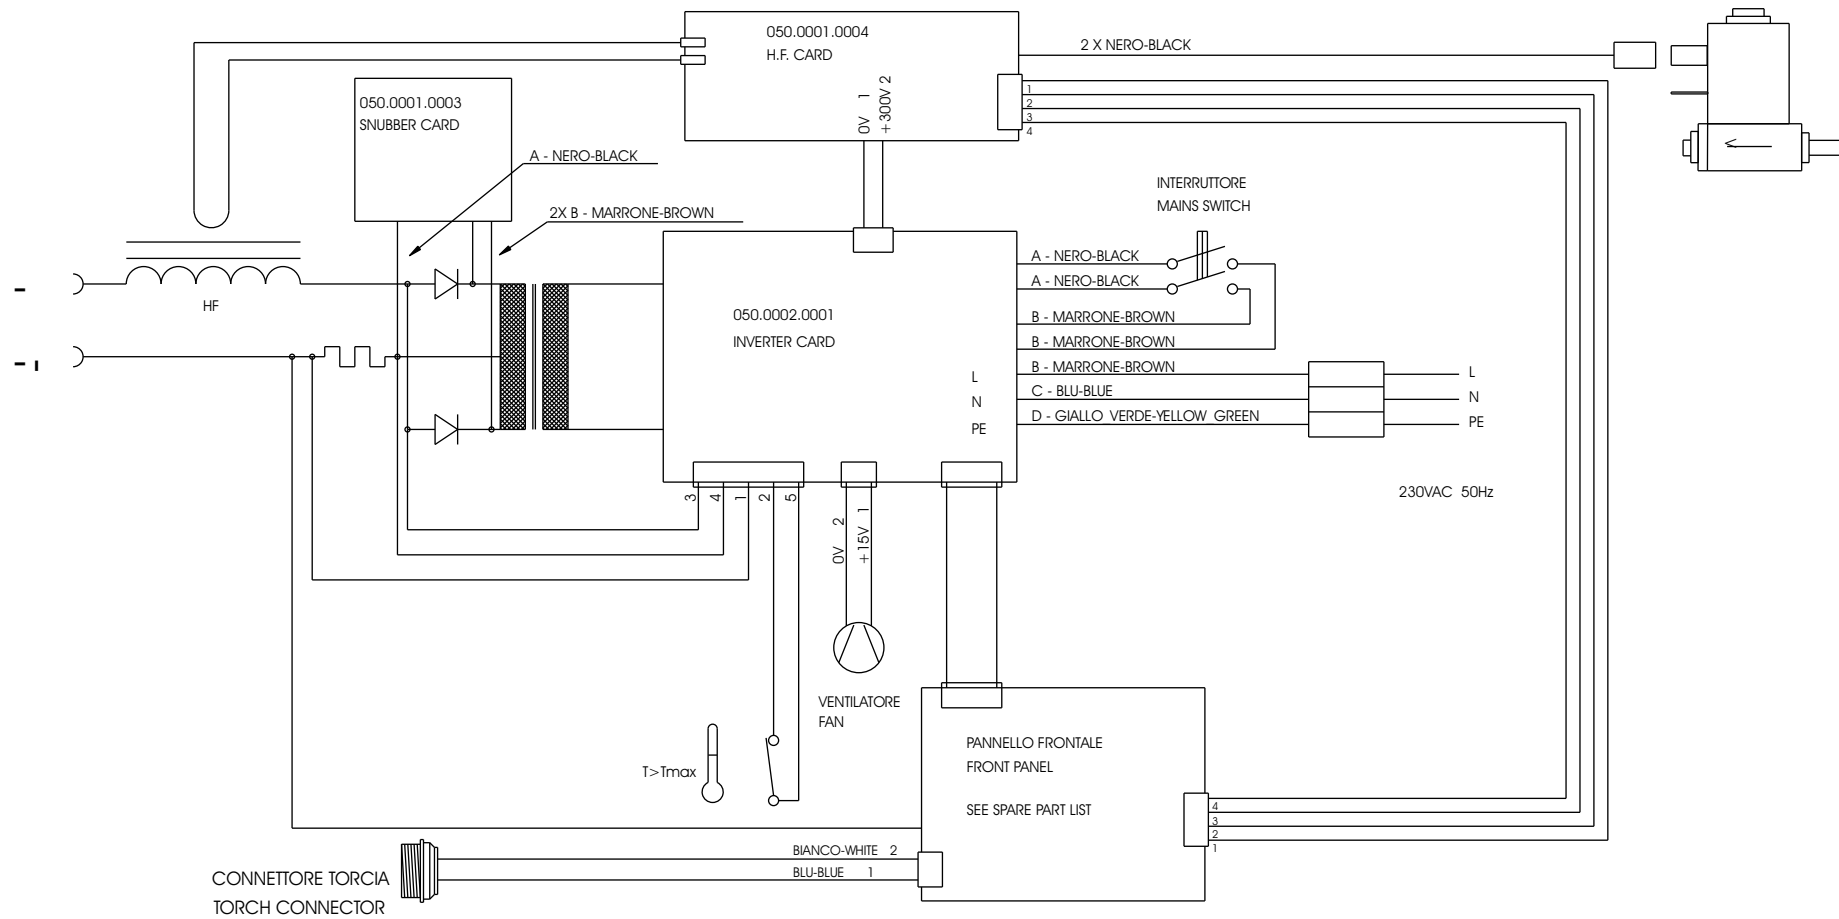 050.0001.0004
H.F. CARD
2 X NERO-BLACK
0V 1
+300V 2
1
2
3
4
050.0001.0003
SNUBBER CARD
A - NERO-BLACK
2X B - MARRONE-BROWN
INTERRUTTORE
MAINS SWITCH
HF
050.0002.0001
INVERTER CARD
A - NERO-BLACK
A - NERO-BLACK
B - MARRONE-BROWN
B - MARRONE-BROWN
B - MARRONE-BROWN
C - BLU-BLUE
D - GIALLO VERDE-YELLOW GREEN
L
N
PE
L
N
PE
230VAC 50Hz
3
4
1
2
5
0V 2
+15V 1
VENTILATORE
FAN
T>Tmax
PANNELLO FRONTALE
FRONT PANEL
SEE SPARE PART LIST
4
3
2
1
BIANCO-WHITE 2
BLU-BLUE 1
CONNETTORE TORCIA
TORCH CONNECTOR